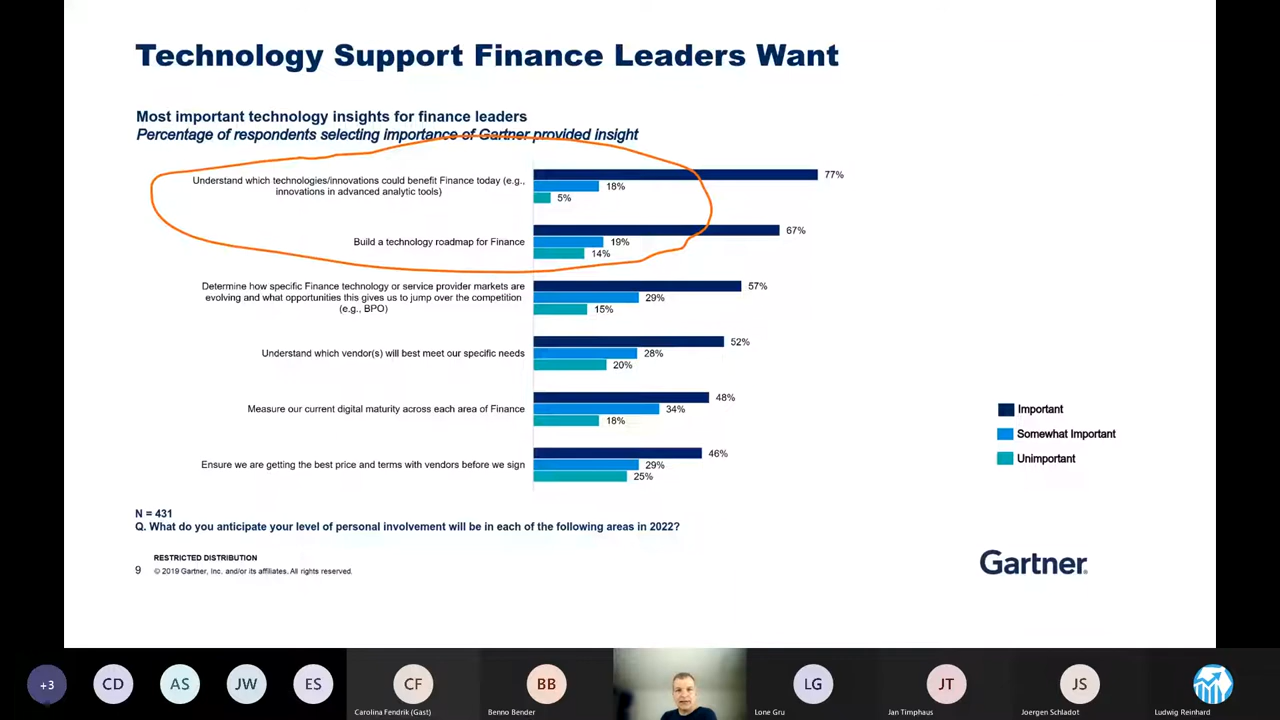 Technology Support Finance Leaders Want
Most important technology insights for finance leaders
Percentage of respondents selecting importance of Gartner provided insight
Understand which technologies/innovations could benefit Finance today (e.g.,
innovations in advanced analytic tools)
77%
18%
5%
Build a technology roadmap for Finance
67%
19%
14%
Determine how specific Finance technology or service provider markets are
evolving and what opportunities this gives us to jump over the competition
(e.g., BPO)
57%
29%
15%
Understand which vendor(s) will best meet our specific needs
52%
28%
20%
Measure our current digital maturity across each area of Finance
48%
34%
18%
Ensure we are getting the best price and terms with vendors before we sign
46%
29%
25%
Important
Somewhat Important
Unimportant
N = 431
Q. What do you anticipate your level of personal involvement will be in each of the following areas in 2022?
RESTRICTED DISTRIBUTION
9 © 2019 Gartner, Inc. and/or its affiliates. All rights reserved.
Gartner®
+3
CD
AS
JW
ES
CF
Carolina Fendrik (Gast)
BB
Benno Bender
LG
Lone Gru
JT
Jan Timphaus
JS
Joergen Schladot
Ludwig Reinhard